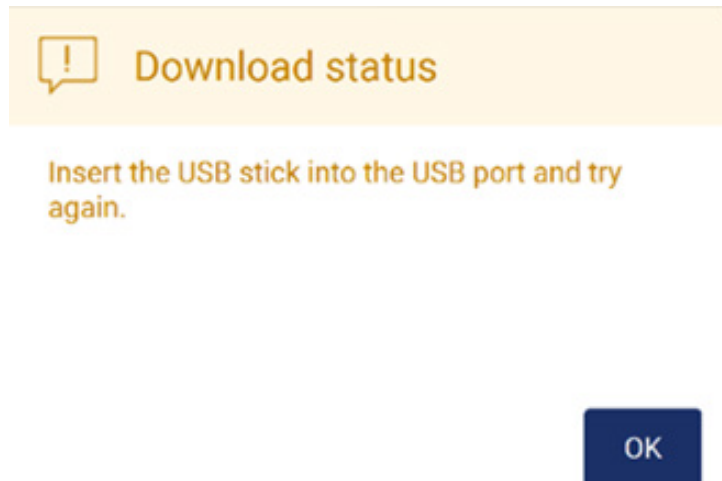 Download status
Insert the USB stick into the USB port and try
again.
OK